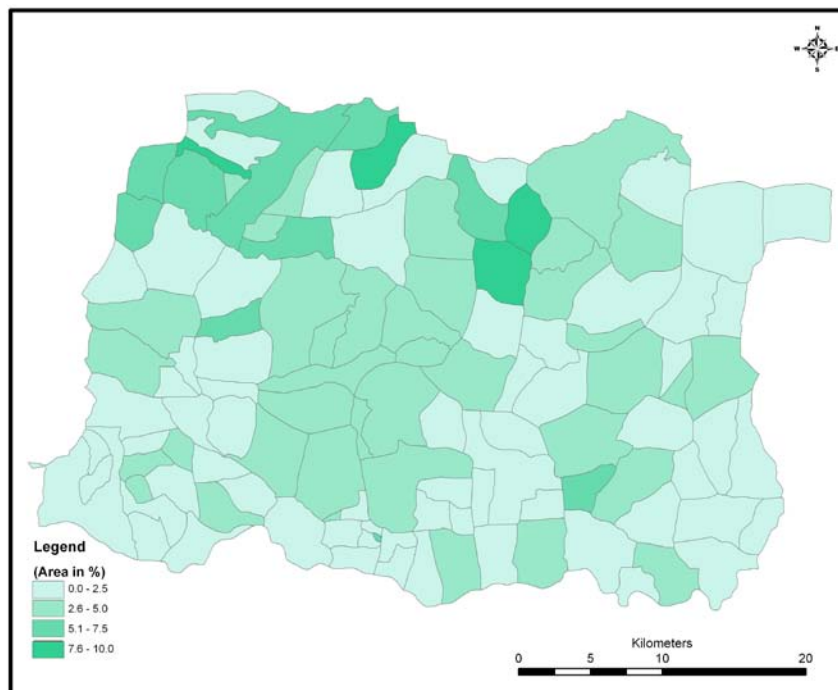 N
W E
S
Legend
(Area in %)
0.0 - 2.5
2.6 - 5.0
5.1 - 7.5
7.6 - 10.0
Kilometers
0 5 10 20